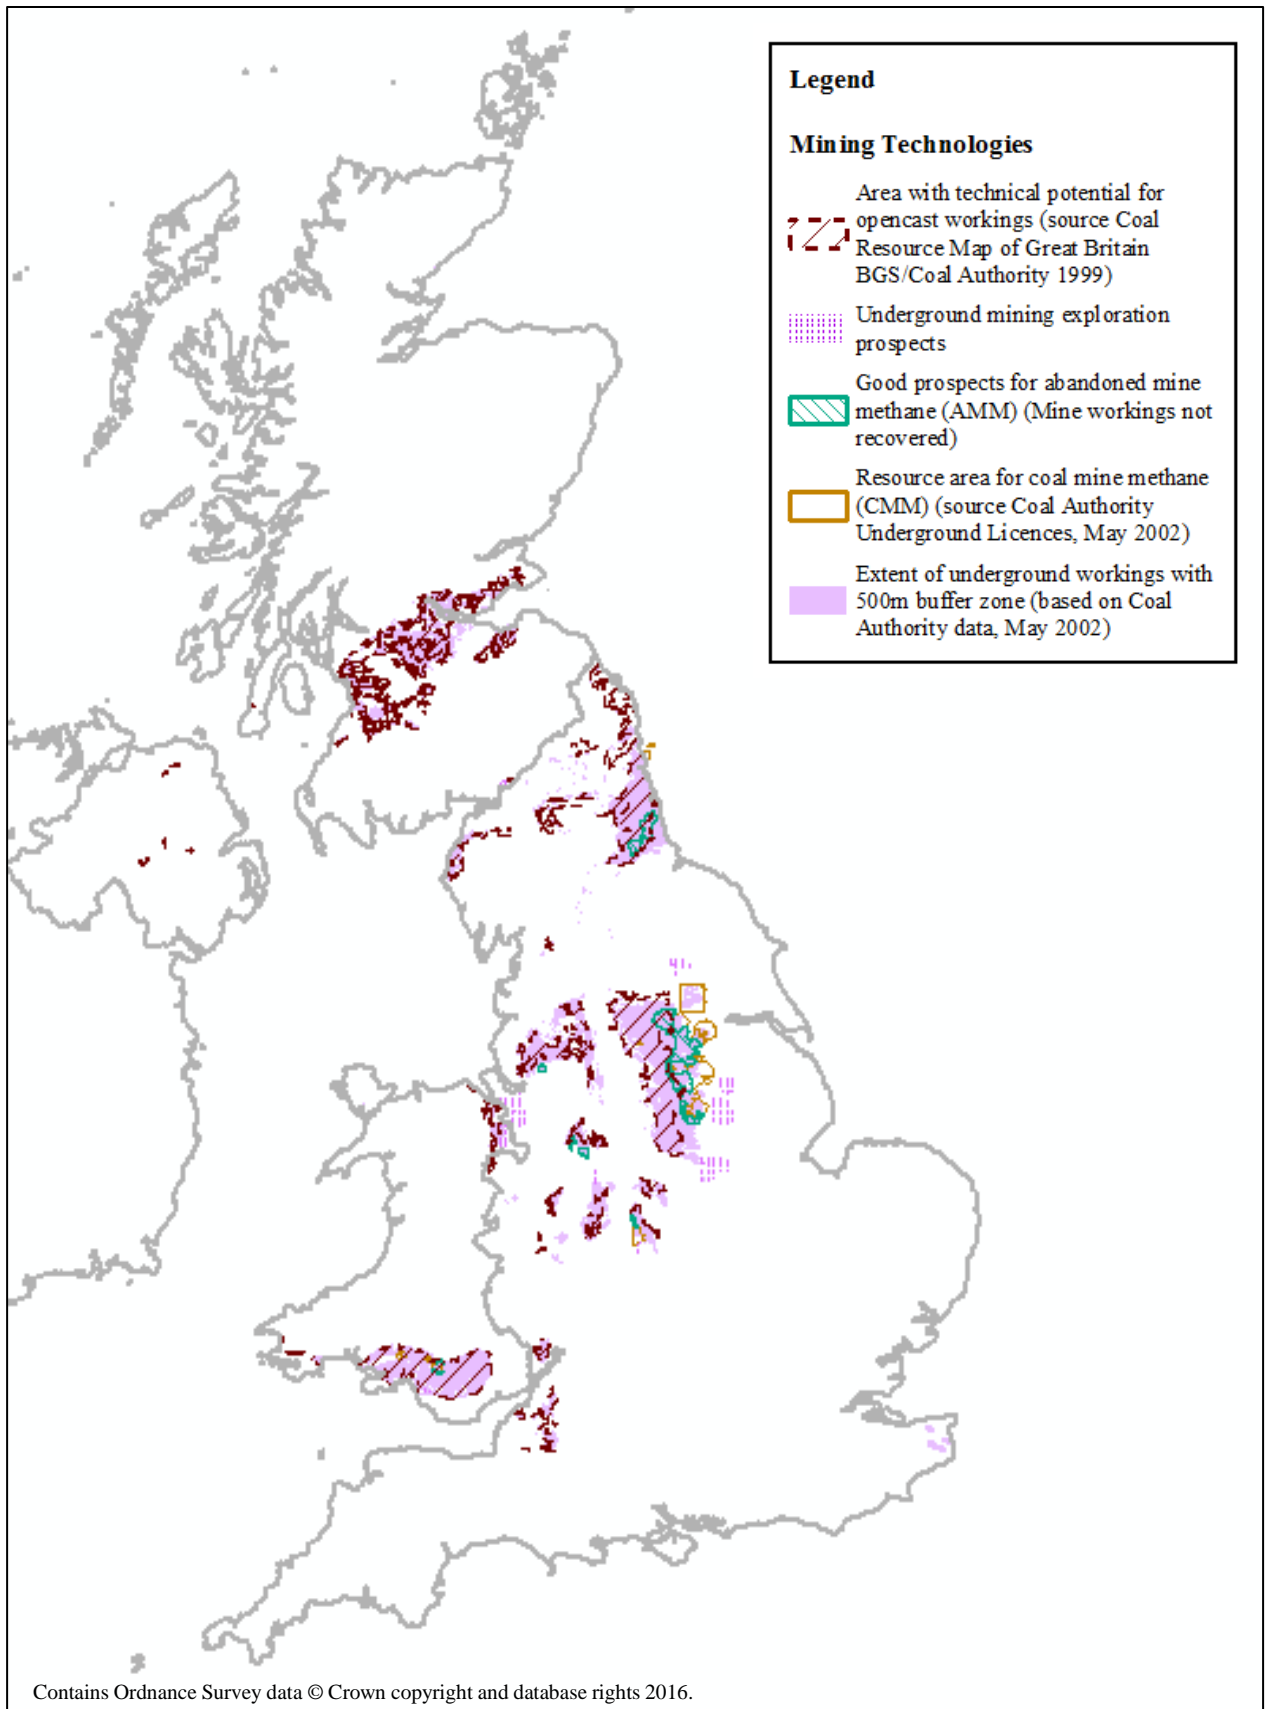 Legend
Mining Technologies
Area with technical potential for
opencast workings (source Coal
Resource Map of Great Britain
BGS/Coal Authority 1999)
Underground mining exploration
prospects
Good prospects for abandoned mine
methane (AMM) (Mine workings not
recovered)
Resource area for coal mine methane
(CMM) (source Coal Authority
Underground Licences, May 2002)
Extent of underground workings with
500m buffer zone (based on Coal
Authority data, May 2002)
Contains Ordnance Survey data © Crown copyright and database rights 2016.